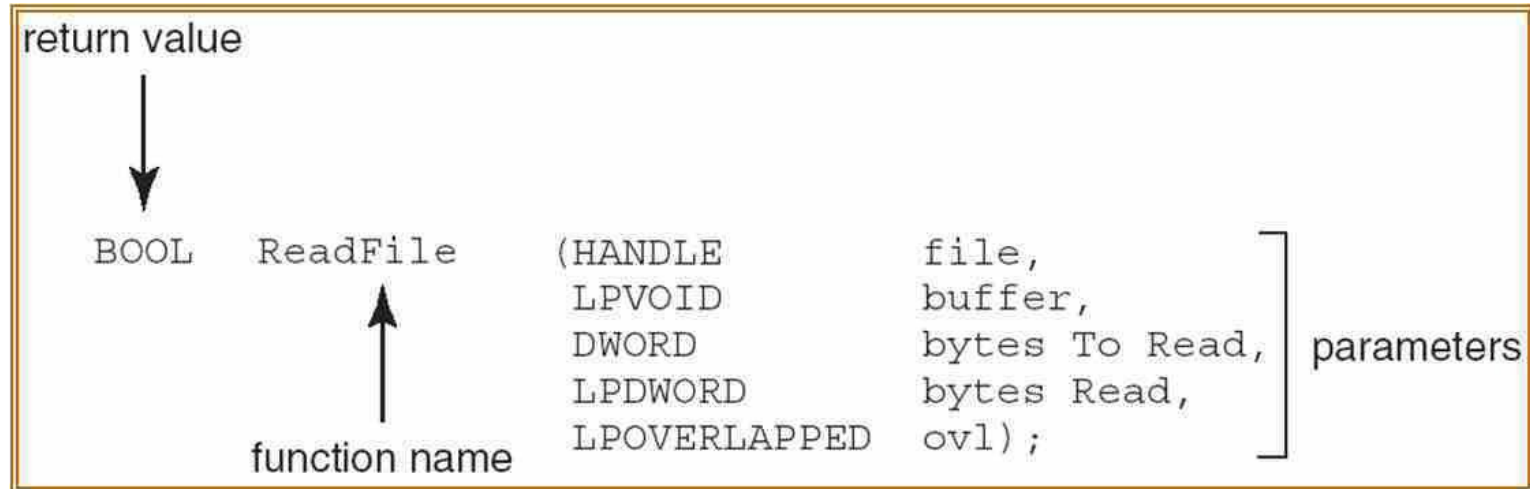 return value
BOOL ReadFile (HANDLE file,
LPVOID buffer,
DWORD bytes To Read,
LPDWORD bytes Read,
LPOVERLAPPED ovl);
parameters
function name